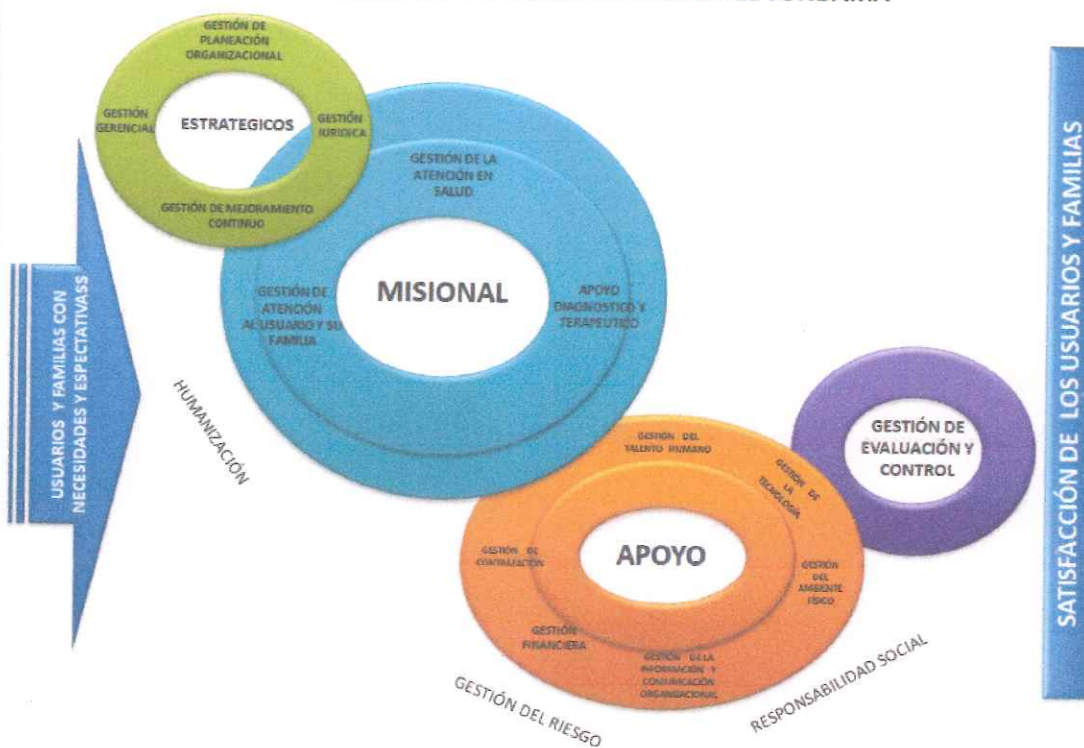 GESTIÓN DE
PLANEACIÓN
ORGANIZACIONAL
GESTIÓN
GERENCIAL
ESTRATEGICOS
GESTIÓN
JURIDICA
GESTIÓN DE MEJORAMIENTO
CONTINUO
GESTIÓN DE LA
ATENCIÓN EN
SALUD
MISIONAL
GESTIÓN DE
ATENCIÓN
AL USUARIO Y SU
FAMILIA
APOYO
DIAGNOSTICO Y
TERAPEUTICO
USUARIOS Y FAMILIAS CON
NECESIDADES Y ESPECTATIVASS
HUMANIZACIÓN
GESTIÓN DEL
TALENTO HUMANO
GESTIÓN DE
LA
TECNOLOGÍA
GESTIÓN DE
CONTRATACIÓN
APOYO
GESTIÓN
DEL
AMBIENTE
FÍSICO
GESTIÓN
FINANCIERA
GESTIÓN DE LA
INFORMACIÓN Y
COMUNICACIÓN
ORGANIZACIONAL
GESTIÓN DE
EVALUACIÓN Y
CONTROL
GESTIÓN DEL RIESGO
RESPONSABILIDAD SOCIAL
SATISFACCIÓN DE LOS USUARIOS Y FAMILIAS